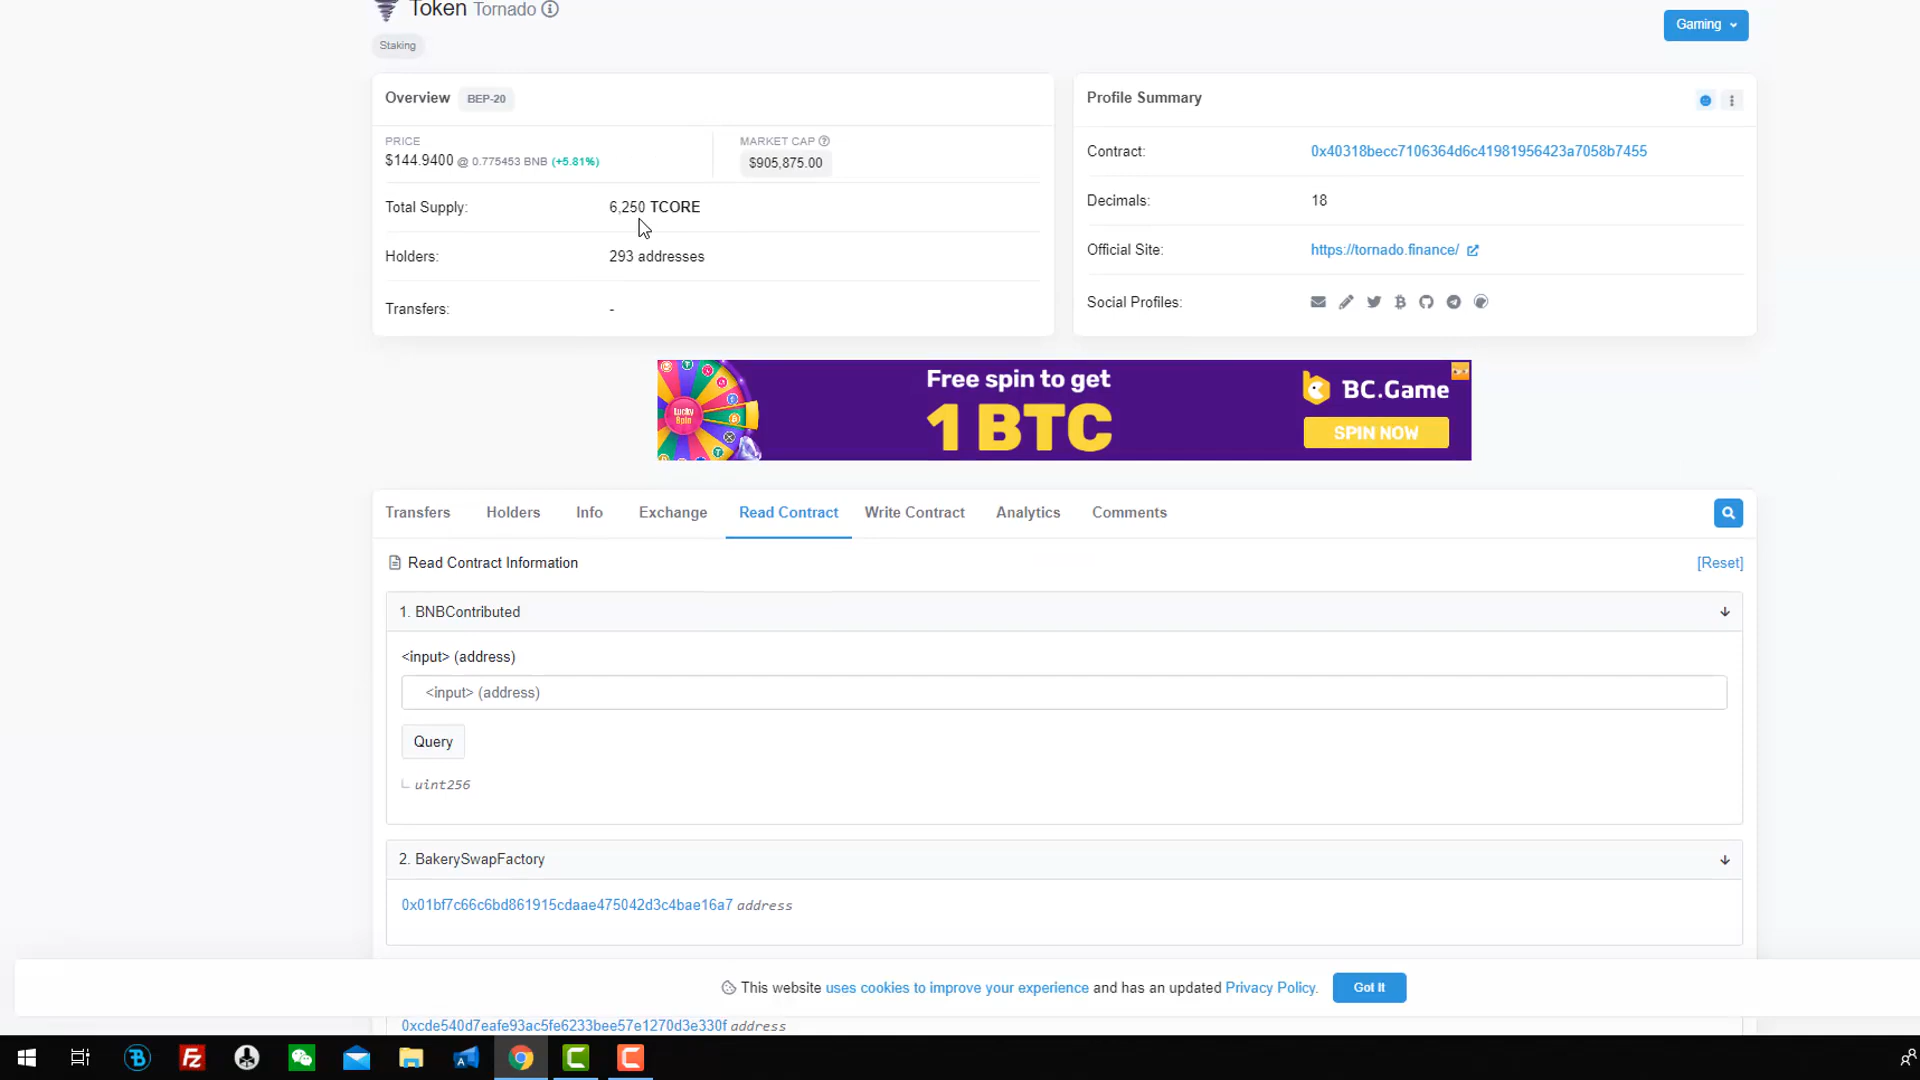 Token Tornado
Gaming
Staking
Overview BEP-20
PRICE
$144.9400 @ 0.775453 BNB (+5.81%)
MARKET CAP
$905,875.00
Total Supply: 6,250 TCORE
Holders: 293 addresses
Transfers: -
Profile Summary
Contract: 0x40318becc7106364d6c41981956423a7058b7455
Decimals: 18
Official Site: https://tornado.finance/
Social Profiles:
Lucky
Spin
Free spin to get
1 BTC
BC.Game
SPIN NOW
Transfers Holders Info Exchange Read Contract Write Contract Analytics Comments
Read Contract Information
[Reset]
1. BNBContributed
<input> (address)
<input> (address)
Query
uint256
2. BakerySwapFactory
0x01bf7c66c6bd861915cdaae475042d3c4bae16a7 address
This website uses cookies to improve your experience and has an updated Privacy Policy.
Got It
0xcde540d7eafe93ac5fe6233bee57e1270d3e330f address